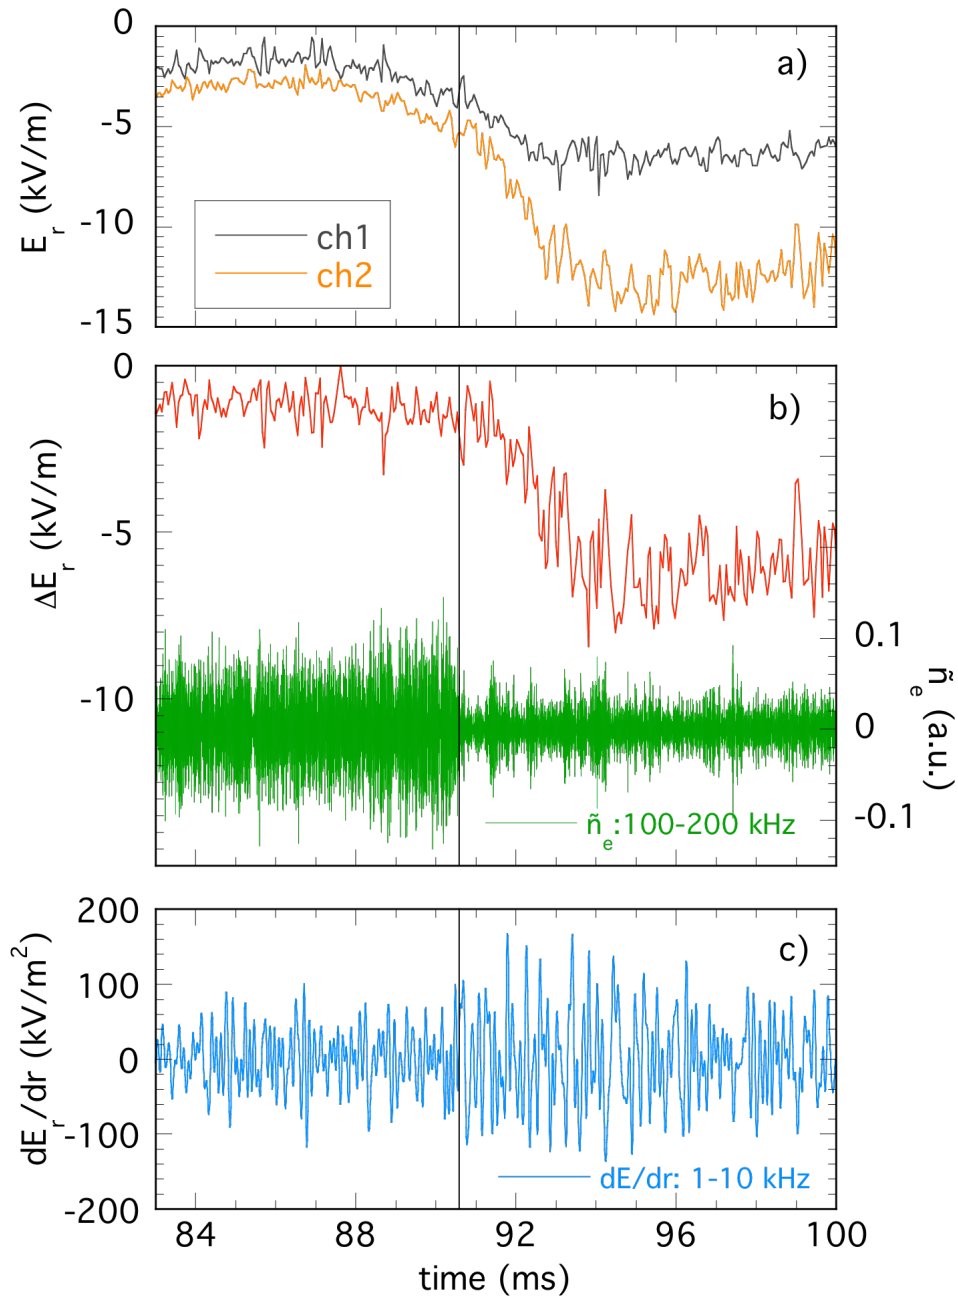 0
-5
-10
-15
E_r (kV/m)
a)
ch1
ch2
0
-5
-10
ΔE_r (kV/m)
b)
0.1
0
-0.1
ñ_e (a.u.)
ñ_e:100-200 kHz
200
100
0
-100
-200
dE_r/dr (kV/m²)
c)
dE/dr: 1-10 kHz
84 88 92 96 100
time (ms)